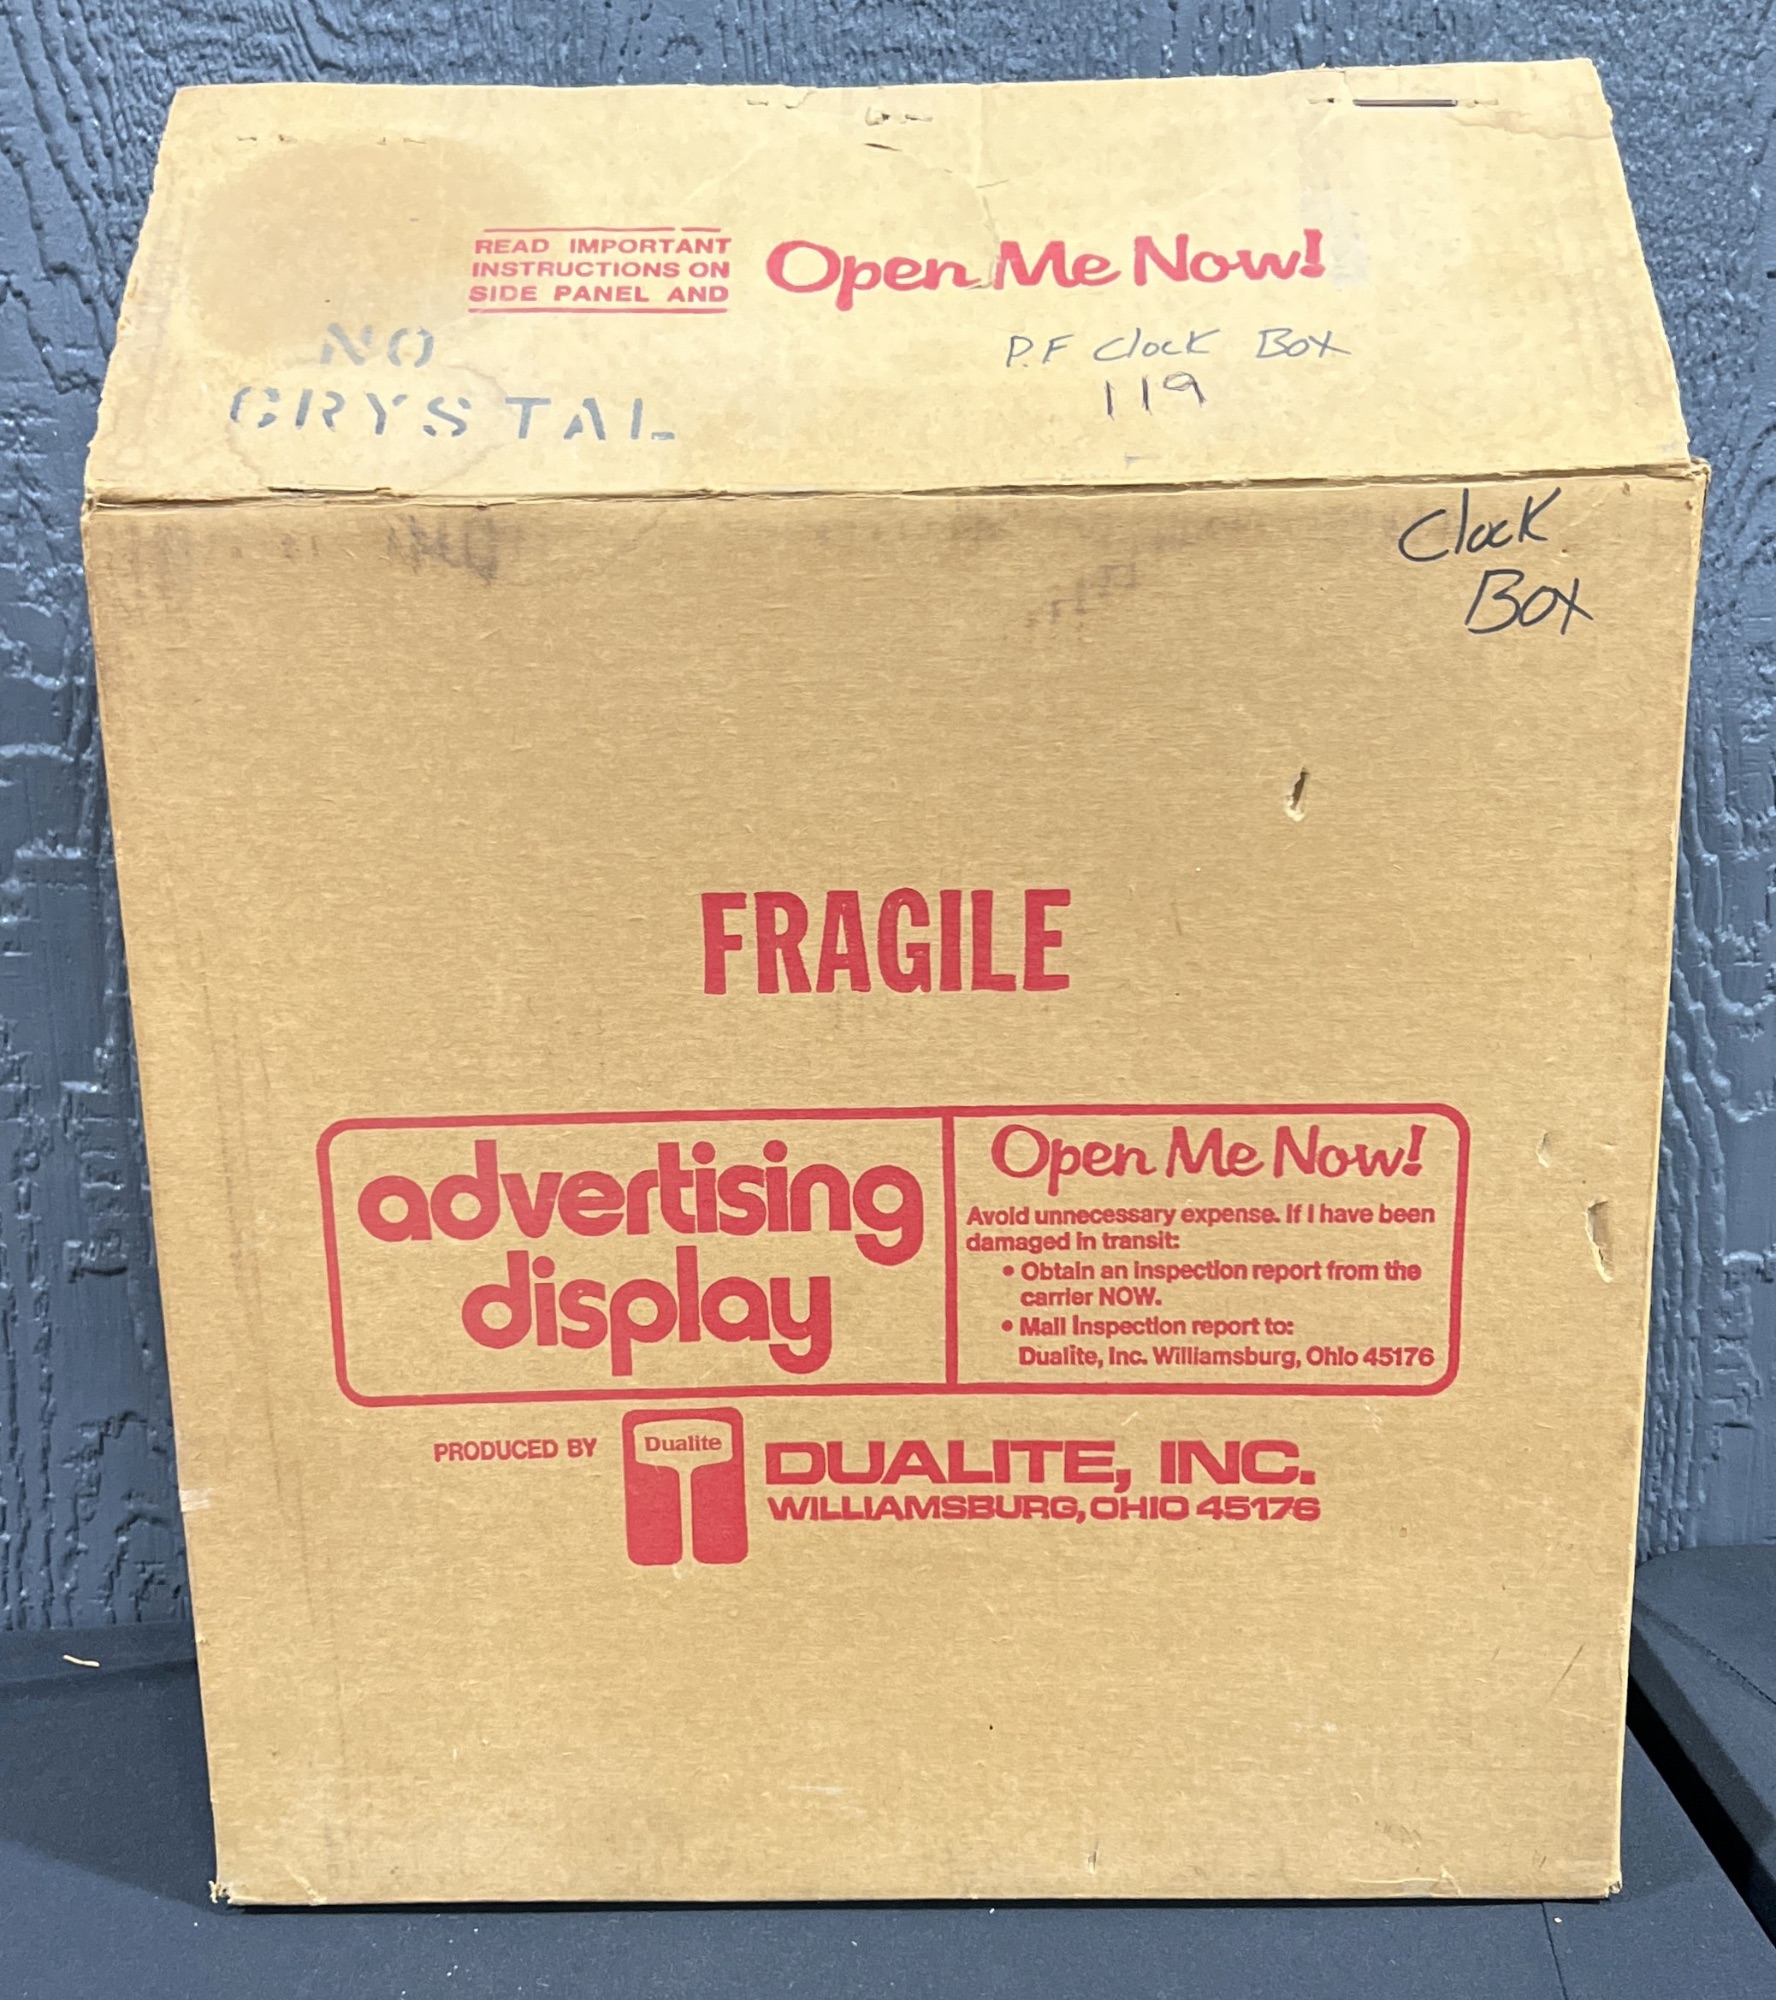 READ IMPORTANT
INSTRUCTIONS ON
SIDE PANEL AND
Open Me Now!
NO
CRYSTAL
P.F Clock Box
119
Clock
Box
FRAGILE
advertising
display
Open Me Now!
Avoid unnecessary expense. If I have been
damaged in transit:
• Obtain an inspection report from the
carrier NOW.
• Mail Inspection report to:
Dualite, Inc. Williamsburg, Ohio 45176
PRODUCED BY
Dualite
DUALITE, INC.
WILLIAMSBURG, OHIO 45176